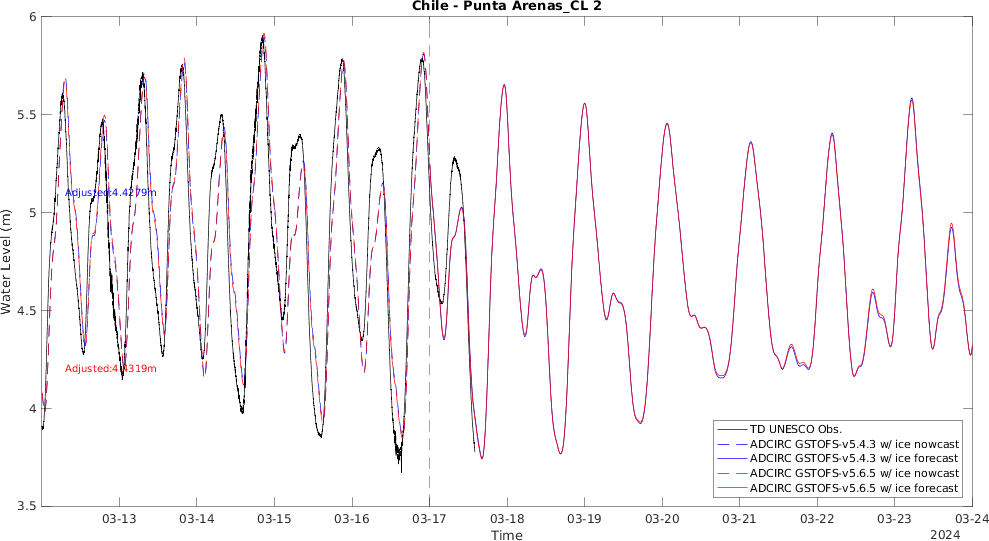 Chile - Punta Arenas_CL 2
6
5.5
5
4.5
4
3.5
Water Level (m)
Adjusted:4.4279m
Adjusted:4.4319m
TD UNESCO Obs.
ADCIRC GSTOFS-v5.4.3 w/ ice nowcast
ADCIRC GSTOFS-v5.4.3 w/ ice forecast
ADCIRC GSTOFS-v5.6.5 w/ ice nowcast
ADCIRC GSTOFS-v5.6.5 w/ ice forecast
03-13 03-14 03-15 03-16 03-17 03-18 03-19 03-20 03-21 03-22 03-23 03-24
Time
2024